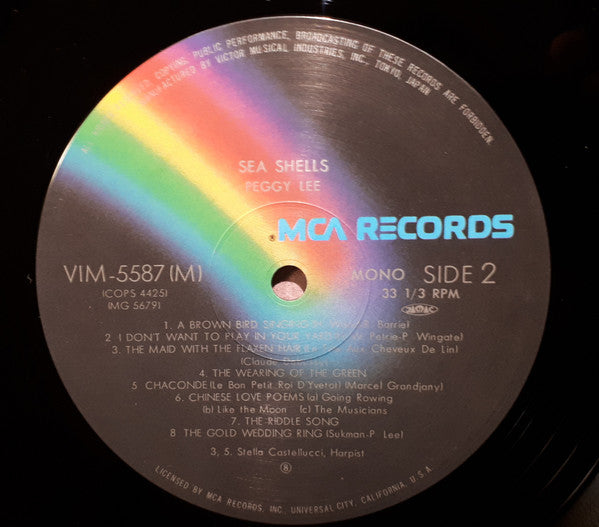 COPYING, PUBLIC PERFORMANCE, BROADCASTING OF THESE RECORDS ARE FORBIDDEN.
MANUFACTURED BY VICTOR MUSICAL INDUSTRIES, INC., TOKYO, JAPAN
SEA SHELLS
PEGGY LEE
® MCA RECORDS
VIM-5587(M)
(COPS 4425)
(MG 5679)
MONO SIDE 2
33 1/3 RPM
1. A BROWN BIRD SINGING Barrie)
2 I DON'T WANT TO PLAY IN YOUR Petrie-P. Wingate)
3. THE MAID WITH THE FLAXEN HAIR Aux Cheveux De Lin)
(Claude
4. THE WEARING OF THE GREEN
5 CHACONDE(Le Bon Petit Roi D'Yvetot) (Marcel Grandjany)
6. CHINESE LOVE POEMS(a) Going Rowing
(b) Like the Moon (c) The Musicians
7. THE RIDDLE SONG
8 THE GOLD WEDDING RING (Sukman-P. Lee)
3, 5. Stella Castellucci, Harpist
®
LICENSED BY MCA RECORDS, INC. UNIVERSAL CITY, CALIFORNIA, U.S.A.